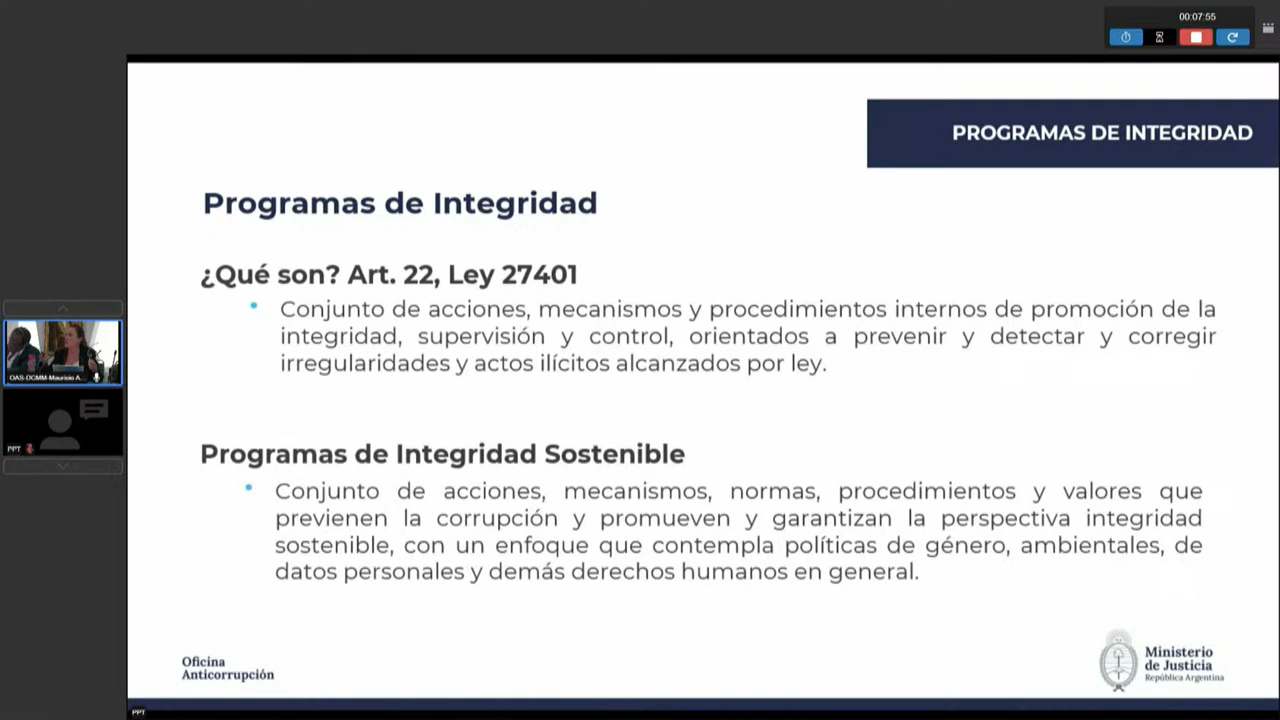 00:07:55
PROGRAMAS DE INTEGRIDAD
Programas de Integridad
¿Qué son? Art. 22, Ley 27401
• Conjunto de acciones, mecanismos y procedimientos internos de promoción de la
integridad, supervisión y control, orientados a prevenir y detectar y corregir
irregularidades y actos ilícitos alcanzados por ley.
OAS-DCMM-Mauricio A...
PPT
Programas de Integridad Sostenible
• Conjunto de acciones, mecanismos, normas, procedimientos y valores que
previenen la corrupción y promueven y garantizan la perspectiva integridad
sostenible, con un enfoque que contempla políticas de género, ambientales, de
datos personales y demás derechos humanos en general.
Oficina
Anticorrupción
Ministerio
de Justicia
República Argentina
PPT